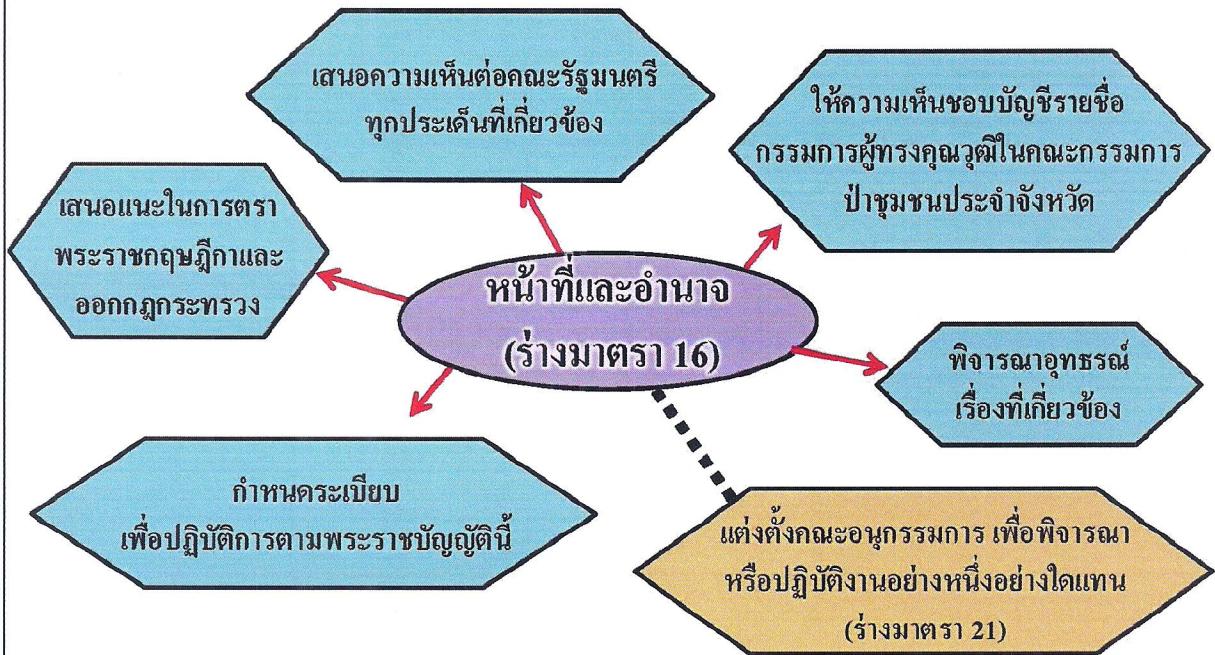 เสนอความเห็นต่อคณะรัฐมนตรี
ทุกประเด็นที่เกี่ยวข้อง
ให้ความเห็นชอบบัญชีรายชื่อ
กรรมการผู้ทรงคุณวุฒิในคณะกรรมการ
ป่าชุมชนประจำจังหวัด
เสนอแนะในการตรา
พระราชกฤษฎีกาและ
ออกกฎกระทรวง
หน้าที่และอำนาจ
(ร่างมาตรา 16)
พิจารณาอุทธรณ์
เรื่องที่เกี่ยวข้อง
กำหนดระเบียบ
เพื่อปฏิบัติการตามพระราชบัญญัตินี้
แต่งตั้งคณะอนุกรรมการ เพื่อพิจารณา
หรือปฏิบัติงานอย่างหนึ่งอย่างใดแทน
(ร่างมาตรา 21)